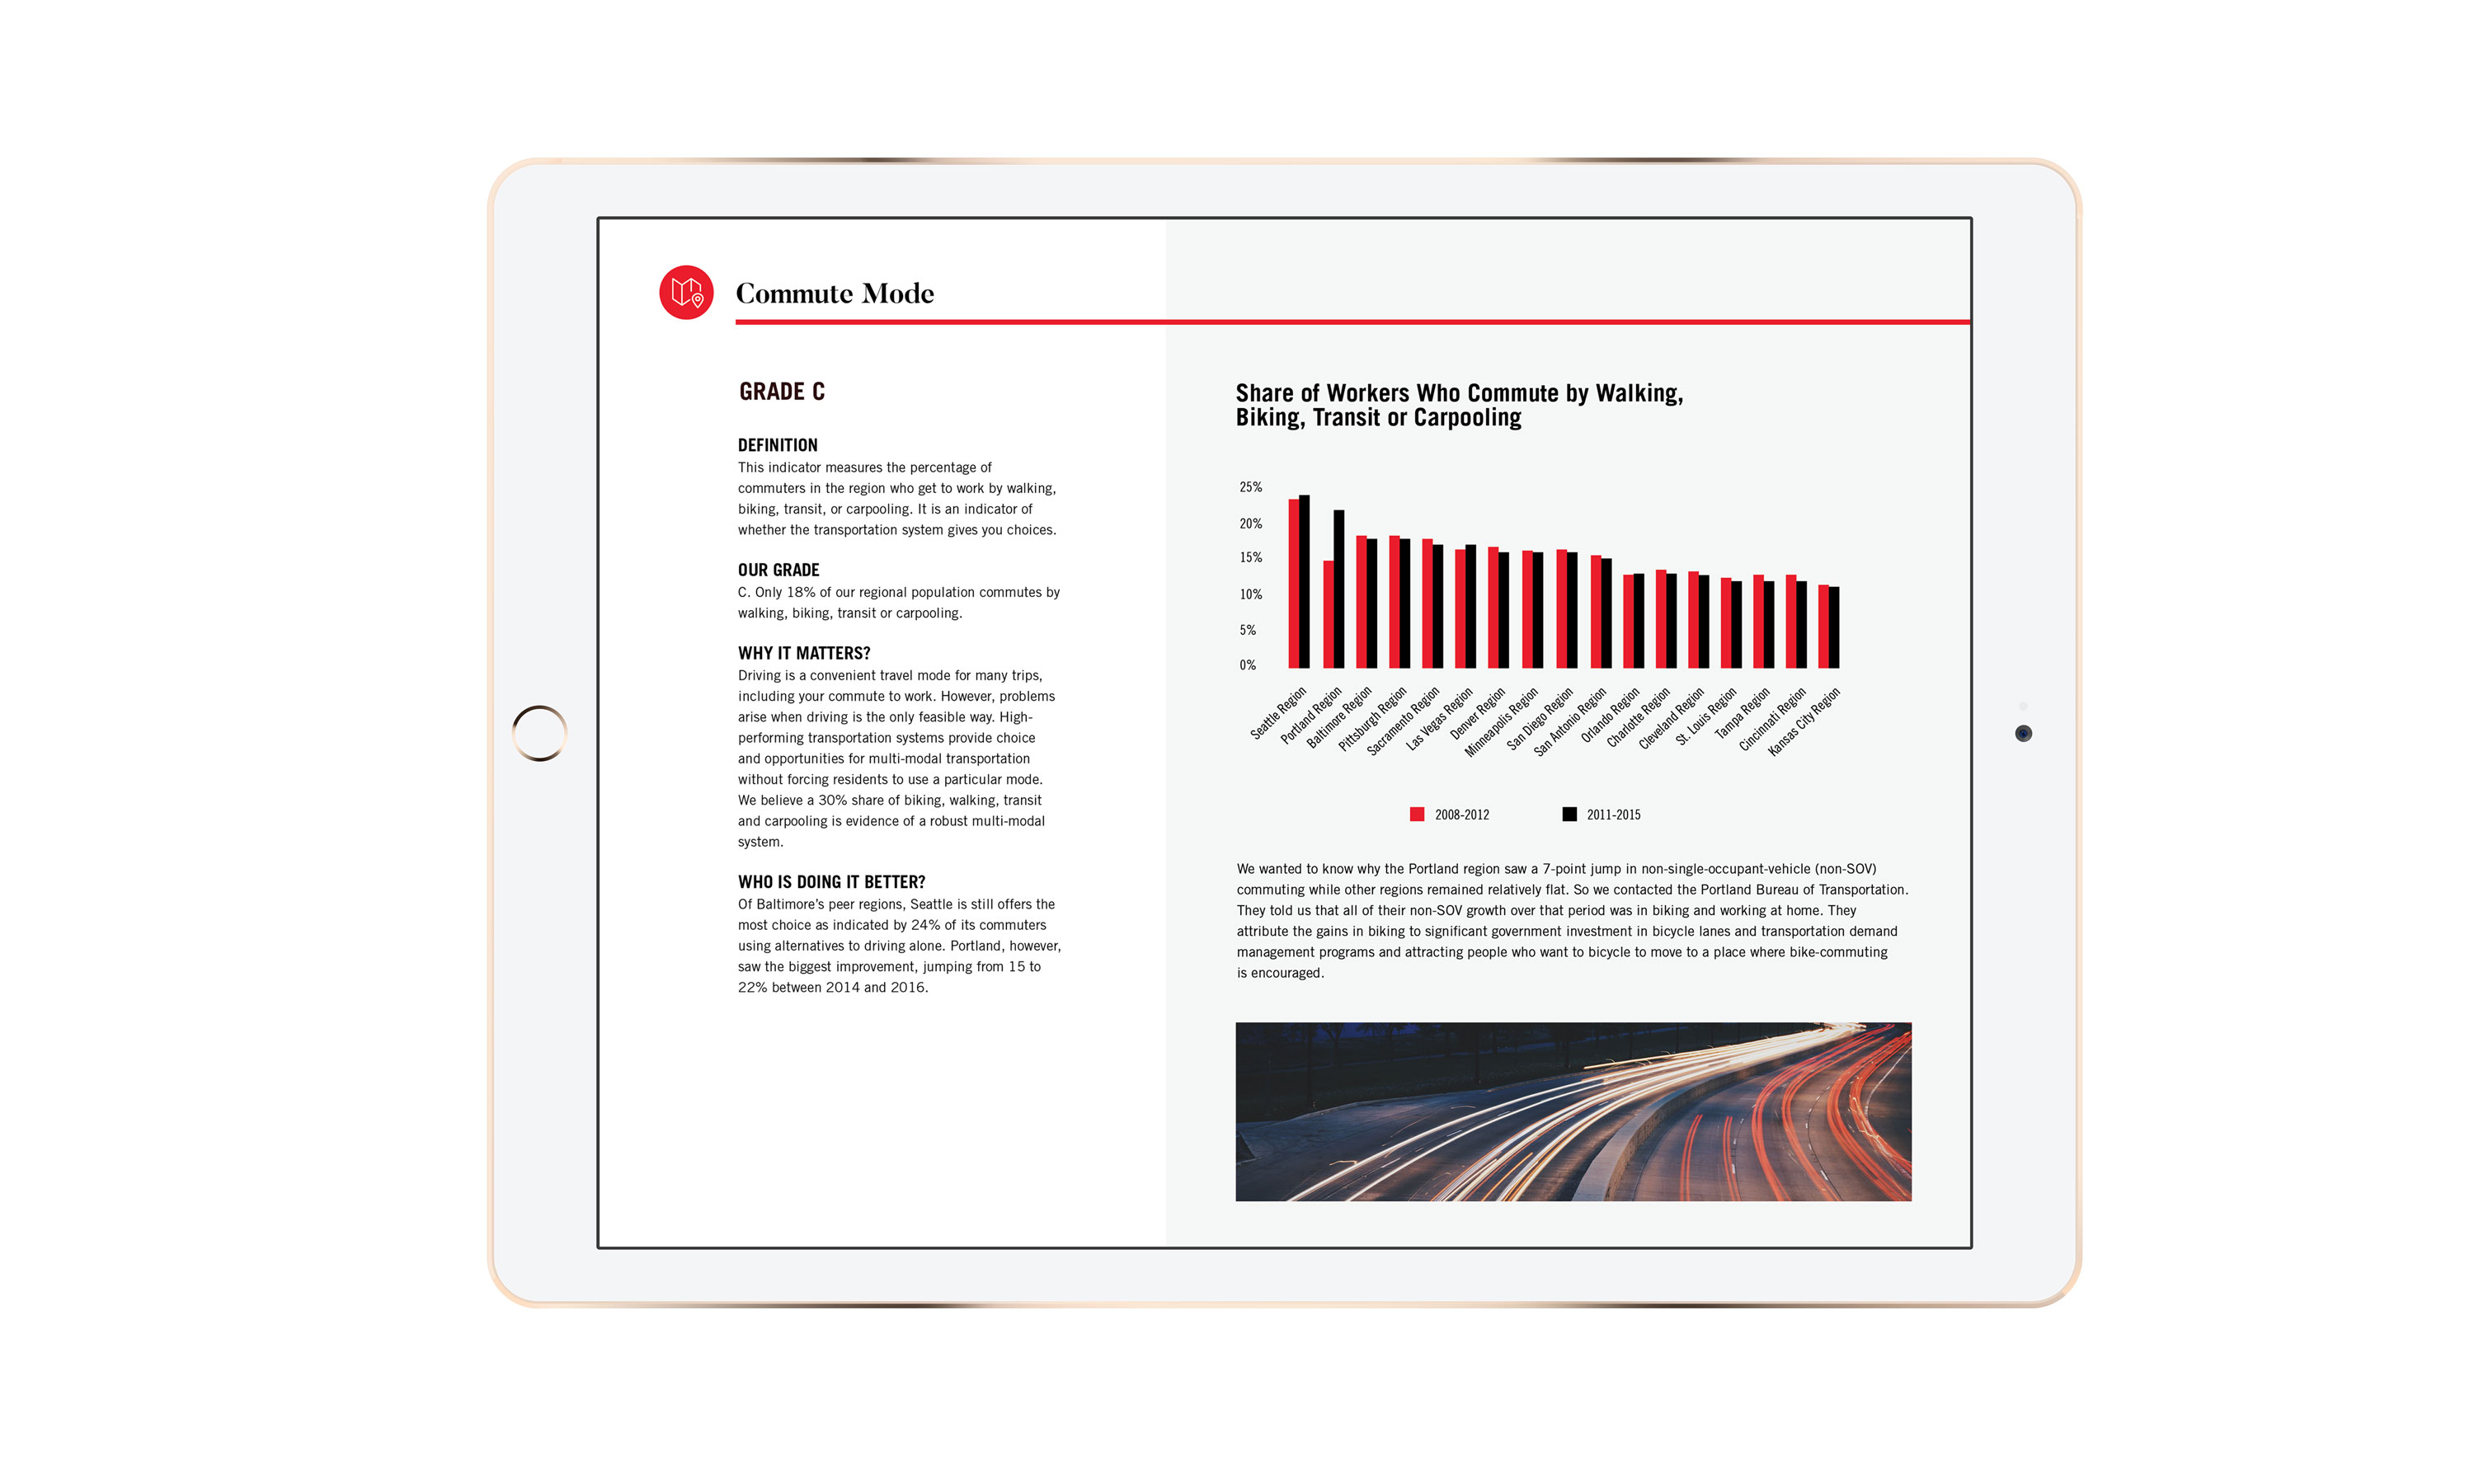 Commute Mode
GRADE C
DEFINITION
This indicator measures the percentage of
commuters in the region who get to work by walking,
biking, transit, or carpooling. It is an indicator of
whether the transportation system gives you choices.
OUR GRADE
C. Only 18% of our regional population commutes by
walking, biking, transit or carpooling.
WHY IT MATTERS?
Driving is a convenient travel mode for many trips,
including your commute to work. However, problems
arise when driving is the only feasible way. High-
performing transportation systems provide choice
and opportunities for multi-modal transportation
without forcing residents to use a particular mode.
We believe a 30% share of biking, walking, transit
and carpooling is evidence of a robust multi-modal
system.
WHO IS DOING IT BETTER?
Of Baltimore's peer regions, Seattle is still offers the
most choice as indicated by 24% of its commuters
using alternatives to driving alone. Portland, however,
saw the biggest improvement, jumping from 15 to
22% between 2014 and 2016.
Share of Workers Who Commute by Walking,
Biking, Transit or Carpooling
25%
20%
15%
10%
5%
0%
Seattle Region
Portland Region
Baltimore Region
Pittsburgh Region
Sacramento Region
Las Vegas Region
Denver Region
Minneapolis Region
San Diego Region
San Antonio Region
Orlando Region
Charlotte Region
Cleveland Region
St. Louis Region
Tampa Region
Cincinnati Region
Kansas City Region
2008-2012
2011-2015
We wanted to know why the Portland region saw a 7-point jump in non-single-occupant-vehicle (non-SOV)
commuting while other regions remained relatively flat. So we contacted the Portland Bureau of Transportation.
They told us that all of their non-SOV growth over that period was in biking and working at home. They
attribute the gains in biking to significant government investment in bicycle lanes and transportation demand
management programs and attracting people who want to bicycle to move to a place where bike-commuting
is encouraged.